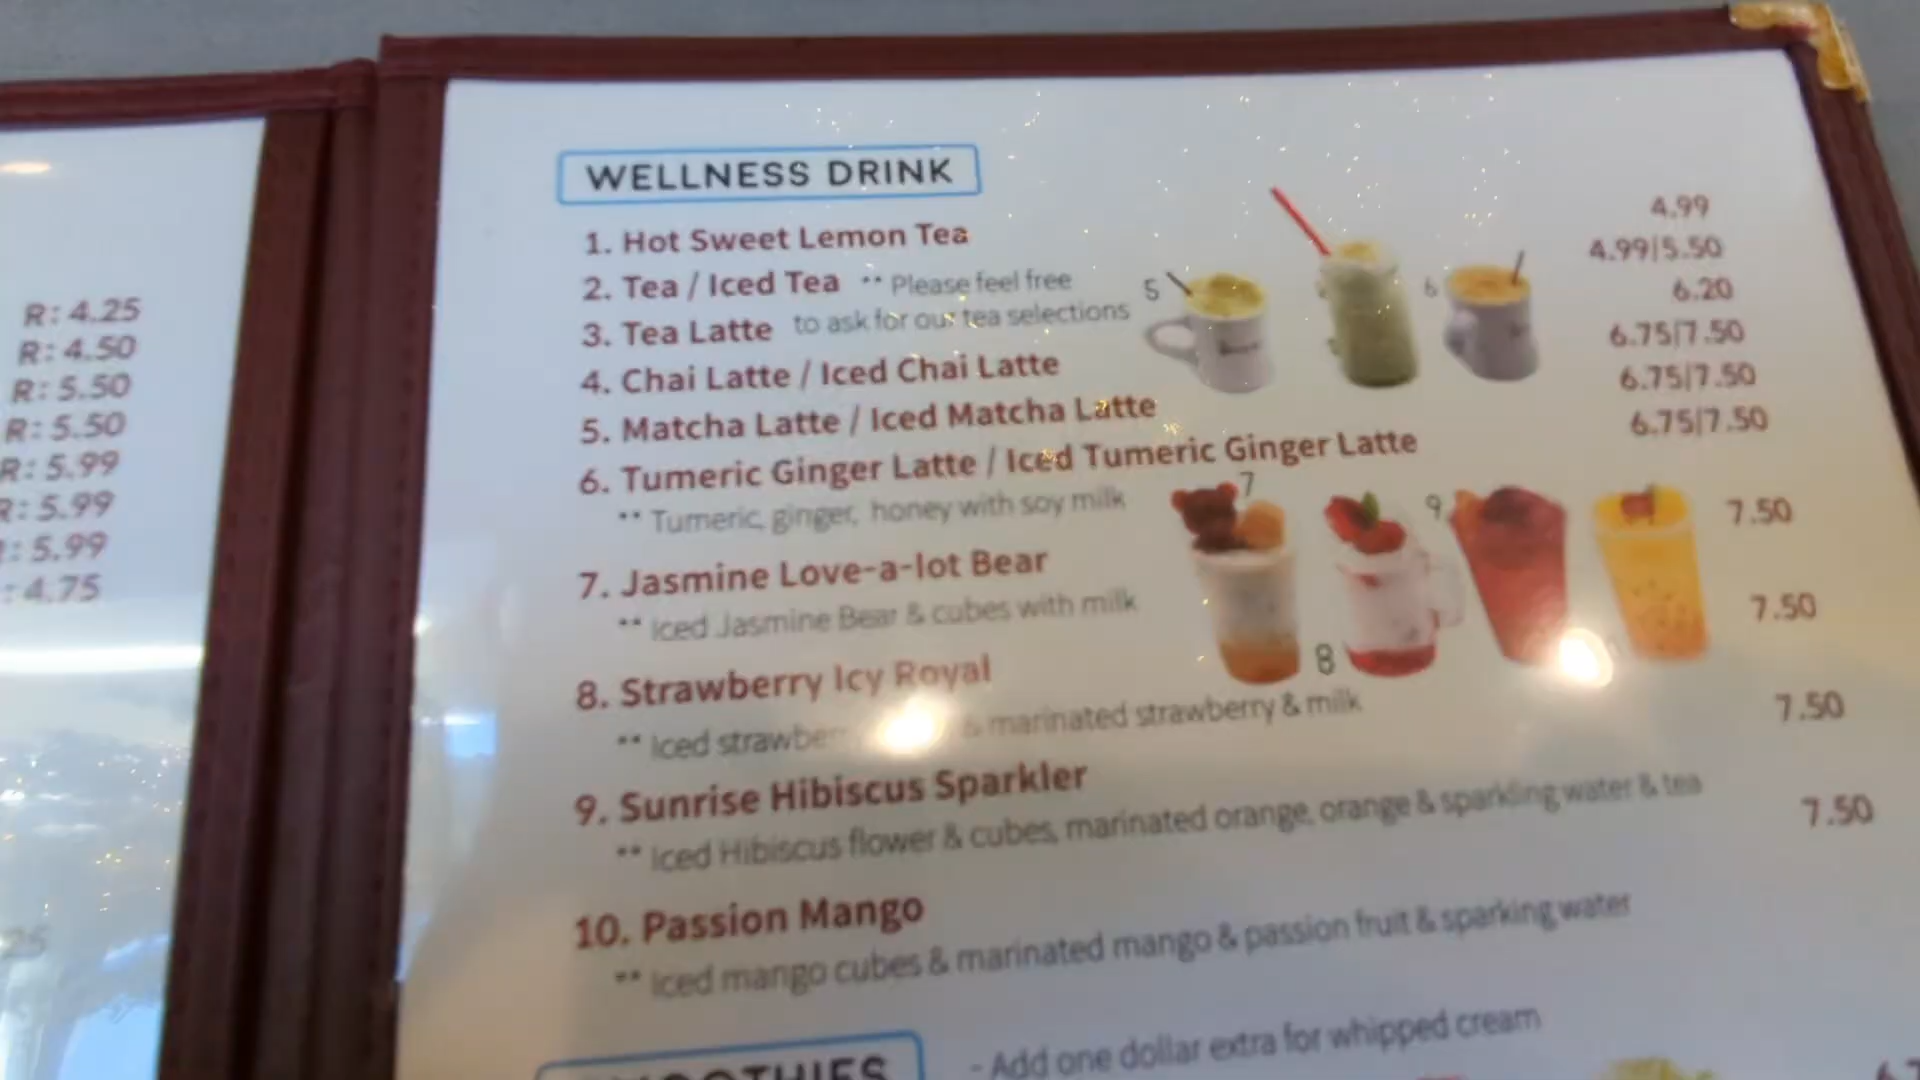 R: 4.25
R: 4.50
R: 5.50
R: 5.50
R: 5.99
R: 5.99
: 5.99
: 4.75
25
WELLNESS DRINK
1. Hot Sweet Lemon Tea 4.99
2. Tea / Iced Tea ** Please feel free 4.99|5.50
3. Tea Latte to ask for our tea selections 6.20
4. Chai Latte / Iced Chai Latte 6.75|7.50
5. Matcha Latte / Iced Matcha Latte 6.75|7.50
6. Tumeric Ginger Latte / Iced Tumeric Ginger Latte 6.75|7.50
** Tumeric, ginger, honey with soy milk
5
6
7
8
9
7. Jasmine Love-a-lot Bear 7.50
** Iced Jasmine Bear & cubes with milk
8. Strawberry Icy Royal 7.50
** Iced & marinated strawberry & milk
9. Sunrise Hibiscus Sparkler 7.50
** Iced Hibiscus flower & cubes, marinated orange, orange & sparkling water & tea
10. Passion Mango 7.50
** Iced mango cubes & marinated mango & passion fruit & sparking water
- Add one dollar extra for whipped cream